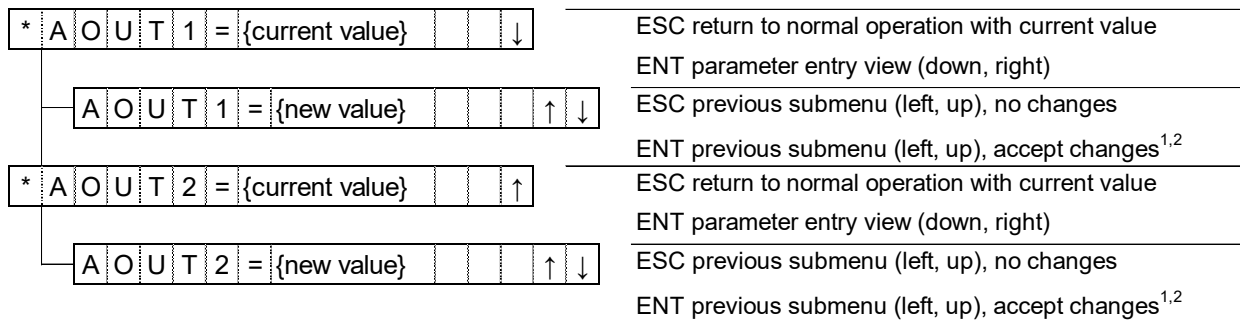 * A O U T 1 = {current value} ↓ ESC return to normal operation with current value
ENT parameter entry view (down, right)
A O U T 1 = {new value} ↑ ↓ ESC previous submenu (left, up), no changes
ENT previous submenu (left, up), accept changes1,2
* A O U T 2 = {current value} ↑ ESC return to normal operation with current value
ENT parameter entry view (down, right)
A O U T 2 = {new value} ↑ ↓ ESC previous submenu (left, up), no changes
ENT previous submenu (left, up), accept changes1,2